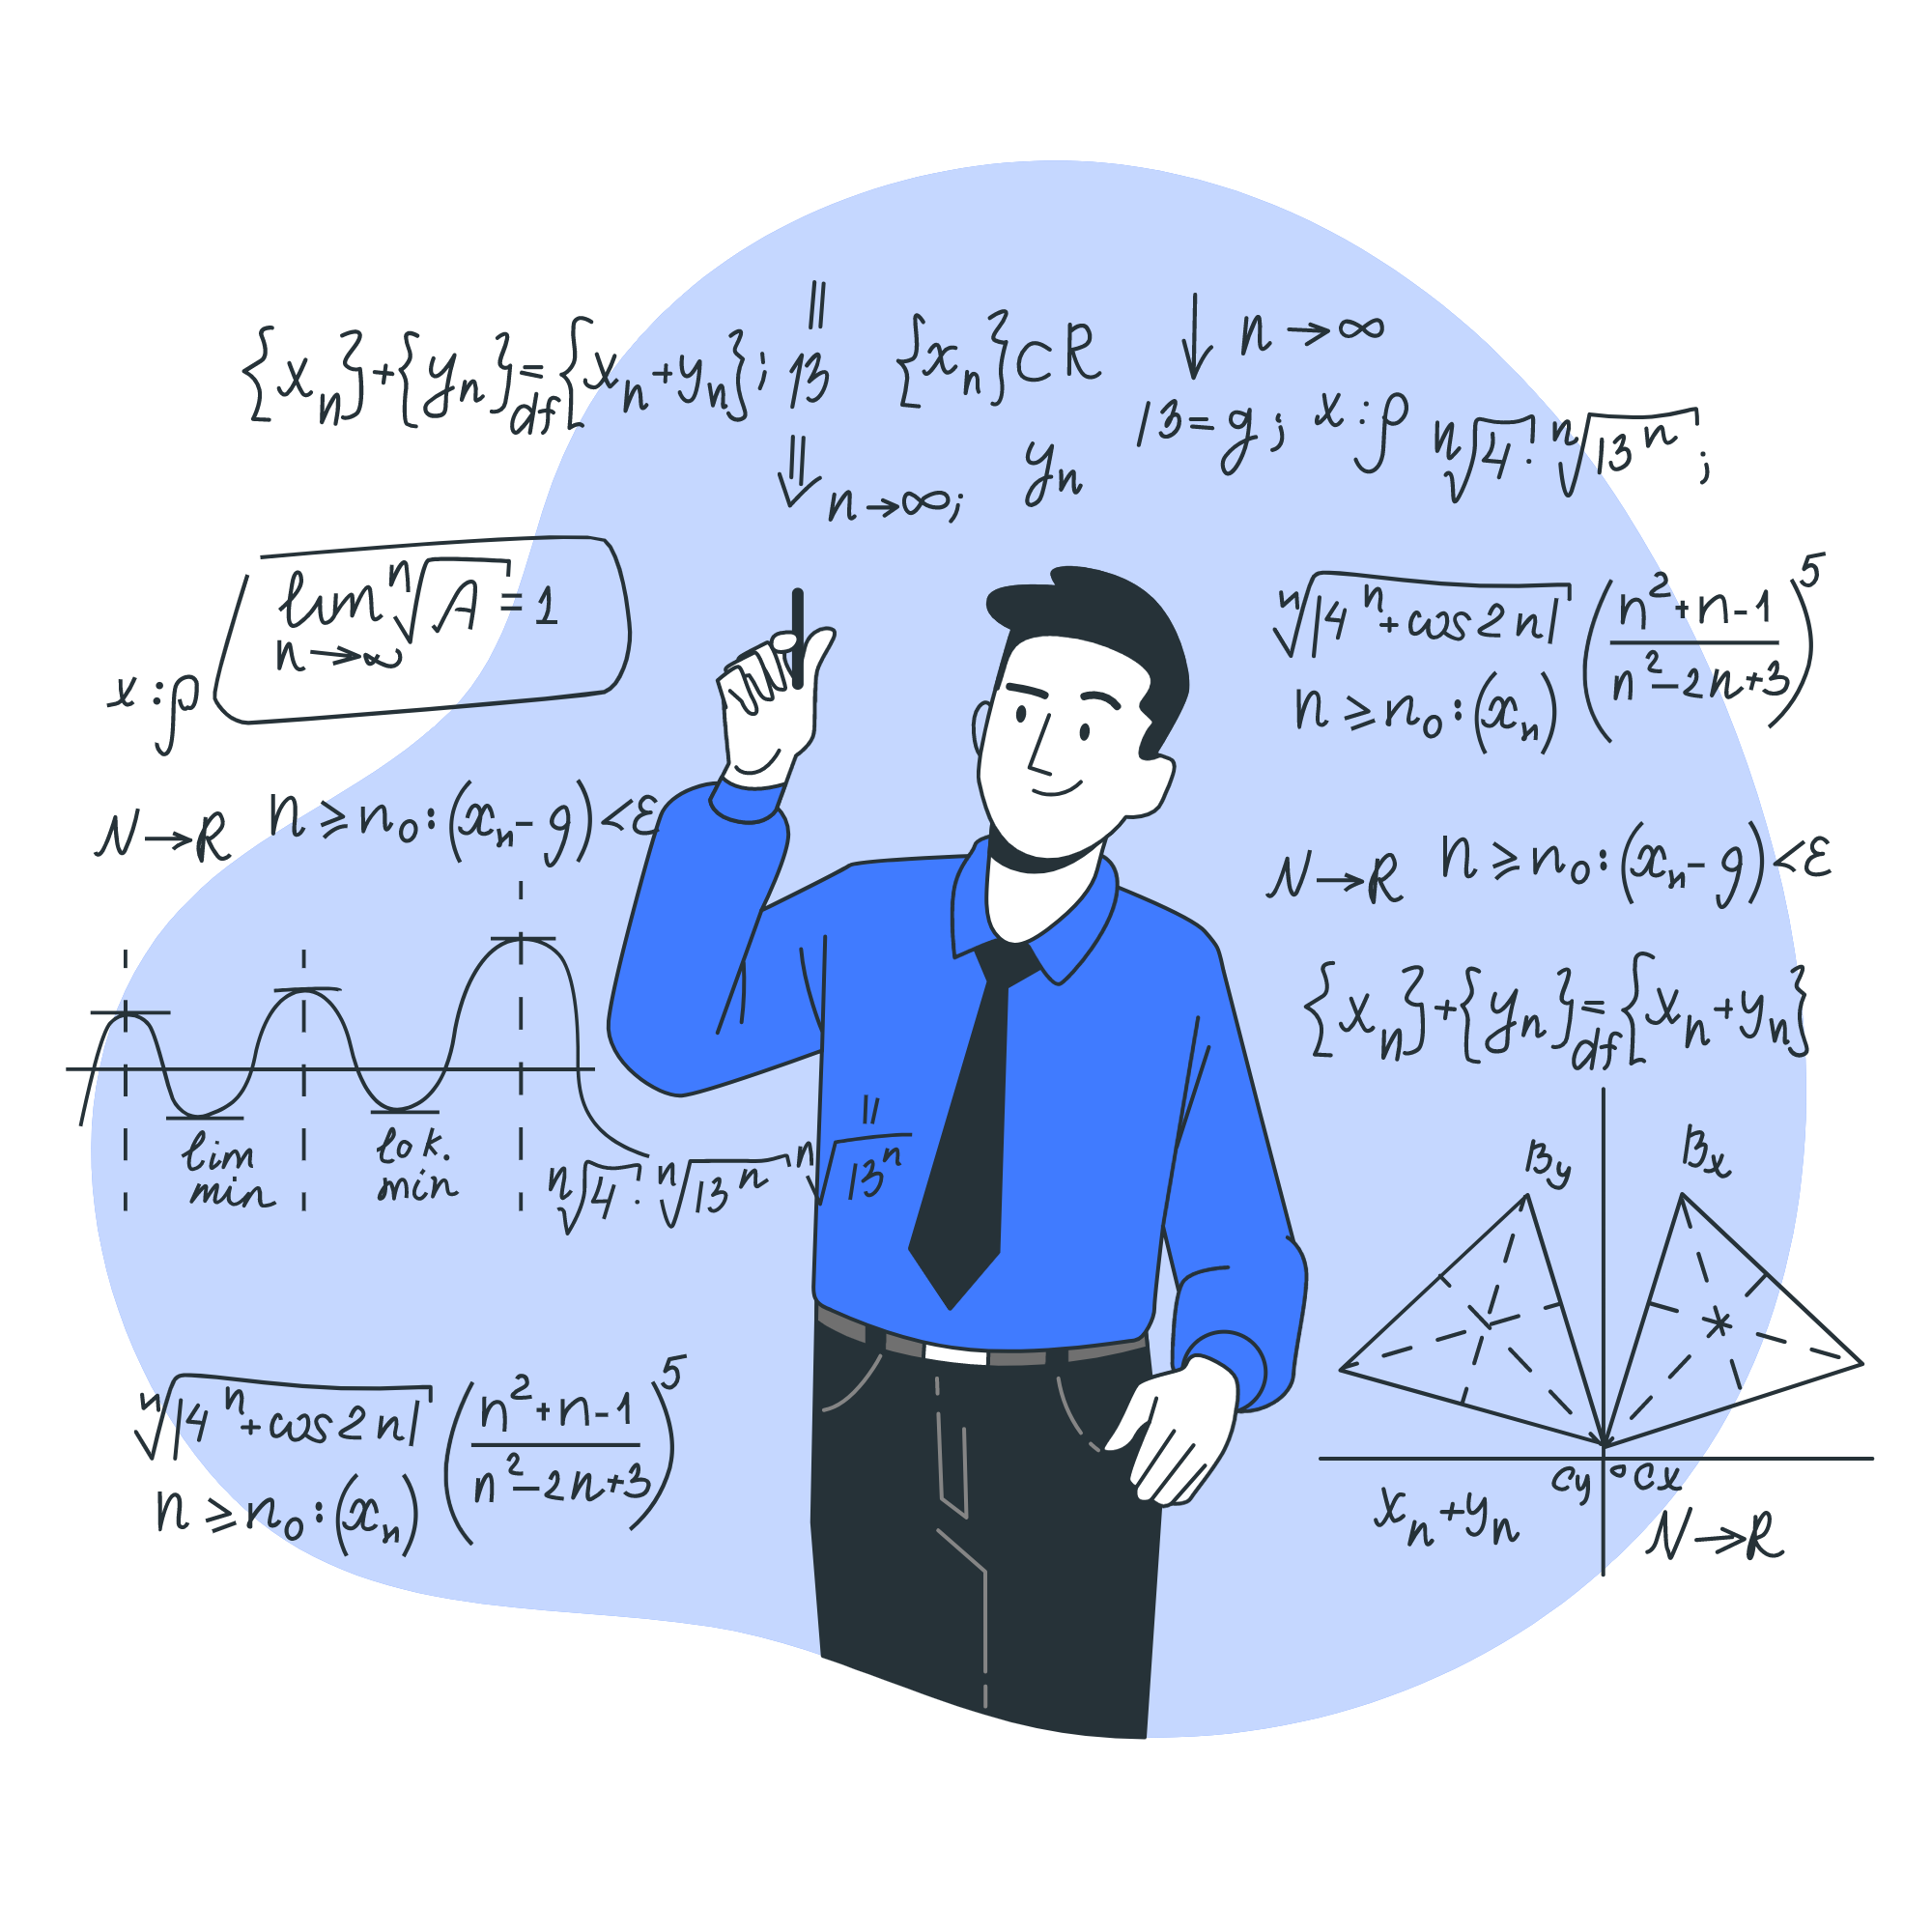 {xₙ}+{yₙ}=df{xₙ+yₙ}; 13
{xₙ}CR
↓ n→∞
⇓ n→∞;
yₙ
13=g; x:ρ ⁿ√4: ⁿ√13ⁿ;
lim ⁿ√A = 1
n→∞
x:ρ
ⁿ√|4ⁿ+cos2n| ((n²+n-1)/(n²-2n+3))⁵
n ≥ n₀:(xₙ)
N→R n ≥ n₀:(xₙ-g)<ε
N→R n ≥ n₀:(xₙ-g)<ε
{xₙ}+{yₙ}=df{xₙ+yₙ}
lim
min
lok.
min
ⁿ√4: ⁿ√13ⁿ ⁿ√13ⁿ
By
Bx
ⁿ√|4ⁿ+cos2n| ((n²+n-1)/(n²-2n+3))⁵
n ≥ n₀:(xₙ)
Cy
Cx
xₙ+yₙ
N→R